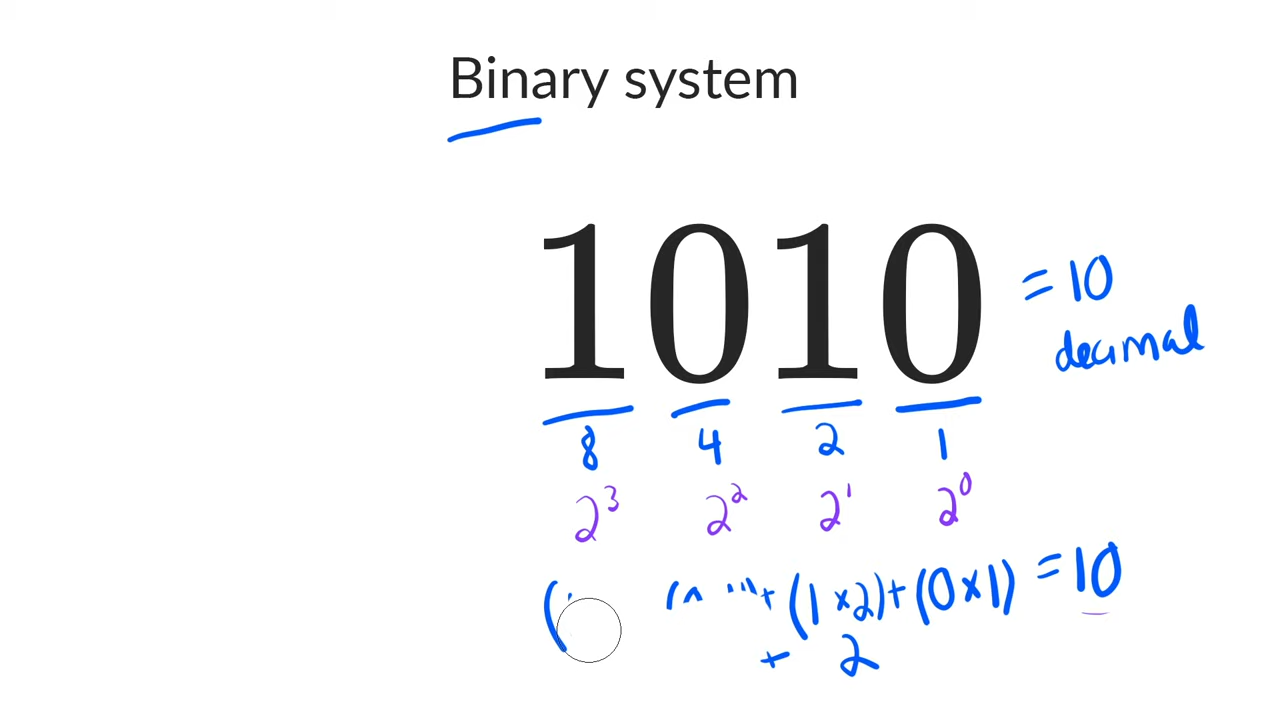 Binary system
1010 = 10
decimal
8 4 2 1
2³ 2² 2¹ 2⁰
( + (1 × 2) + (0 × 1) = 10
+ 2